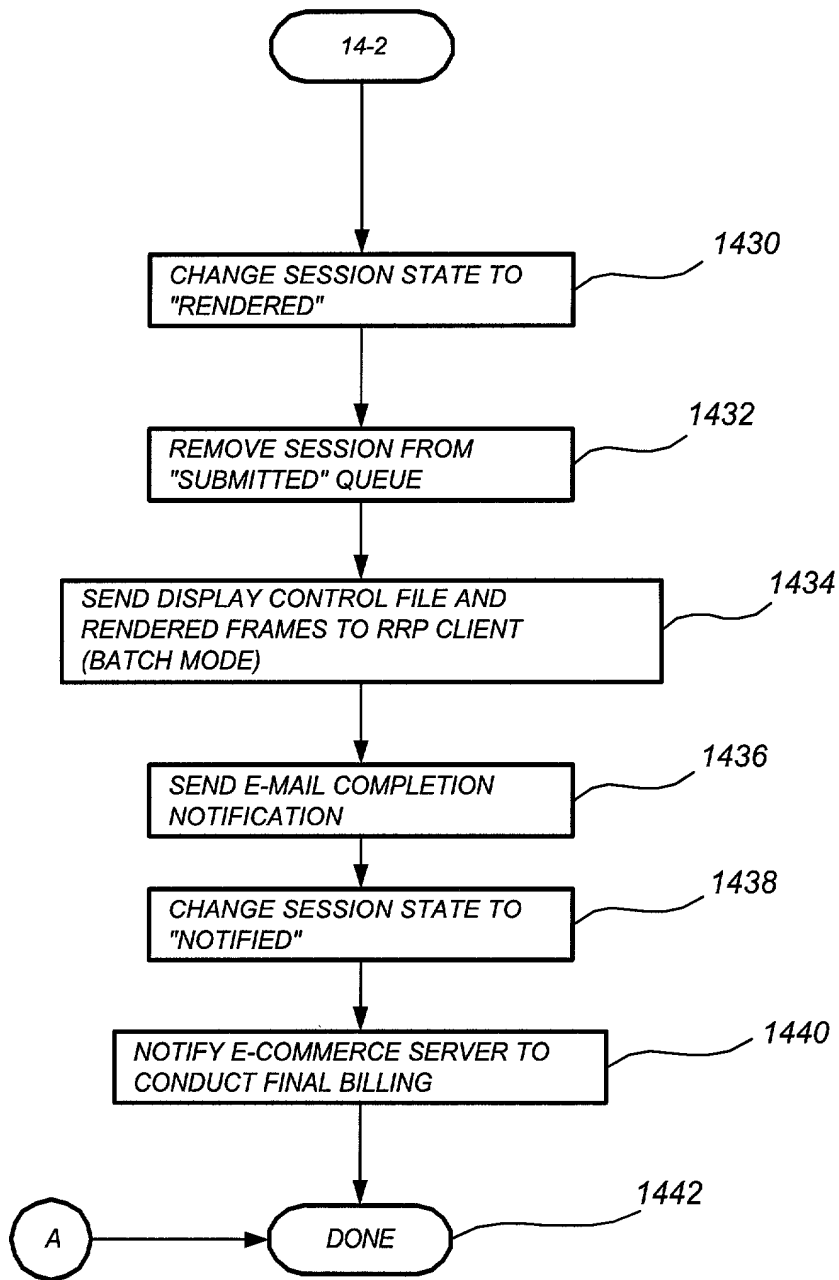 14-2
1430
CHANGE SESSION STATE TO
"RENDERED"
1432
REMOVE SESSION FROM
"SUBMITTED" QUEUE
1434
SEND DISPLAY CONTROL FILE AND
RENDERED FRAMES TO RRP CLIENT
(BATCH MODE)
1436
SEND E-MAIL COMPLETION
NOTIFICATION
1438
CHANGE SESSION STATE TO
"NOTIFIED"
1440
NOTIFY E-COMMERCE SERVER TO
CONDUCT FINAL BILLING
1442
A
DONE